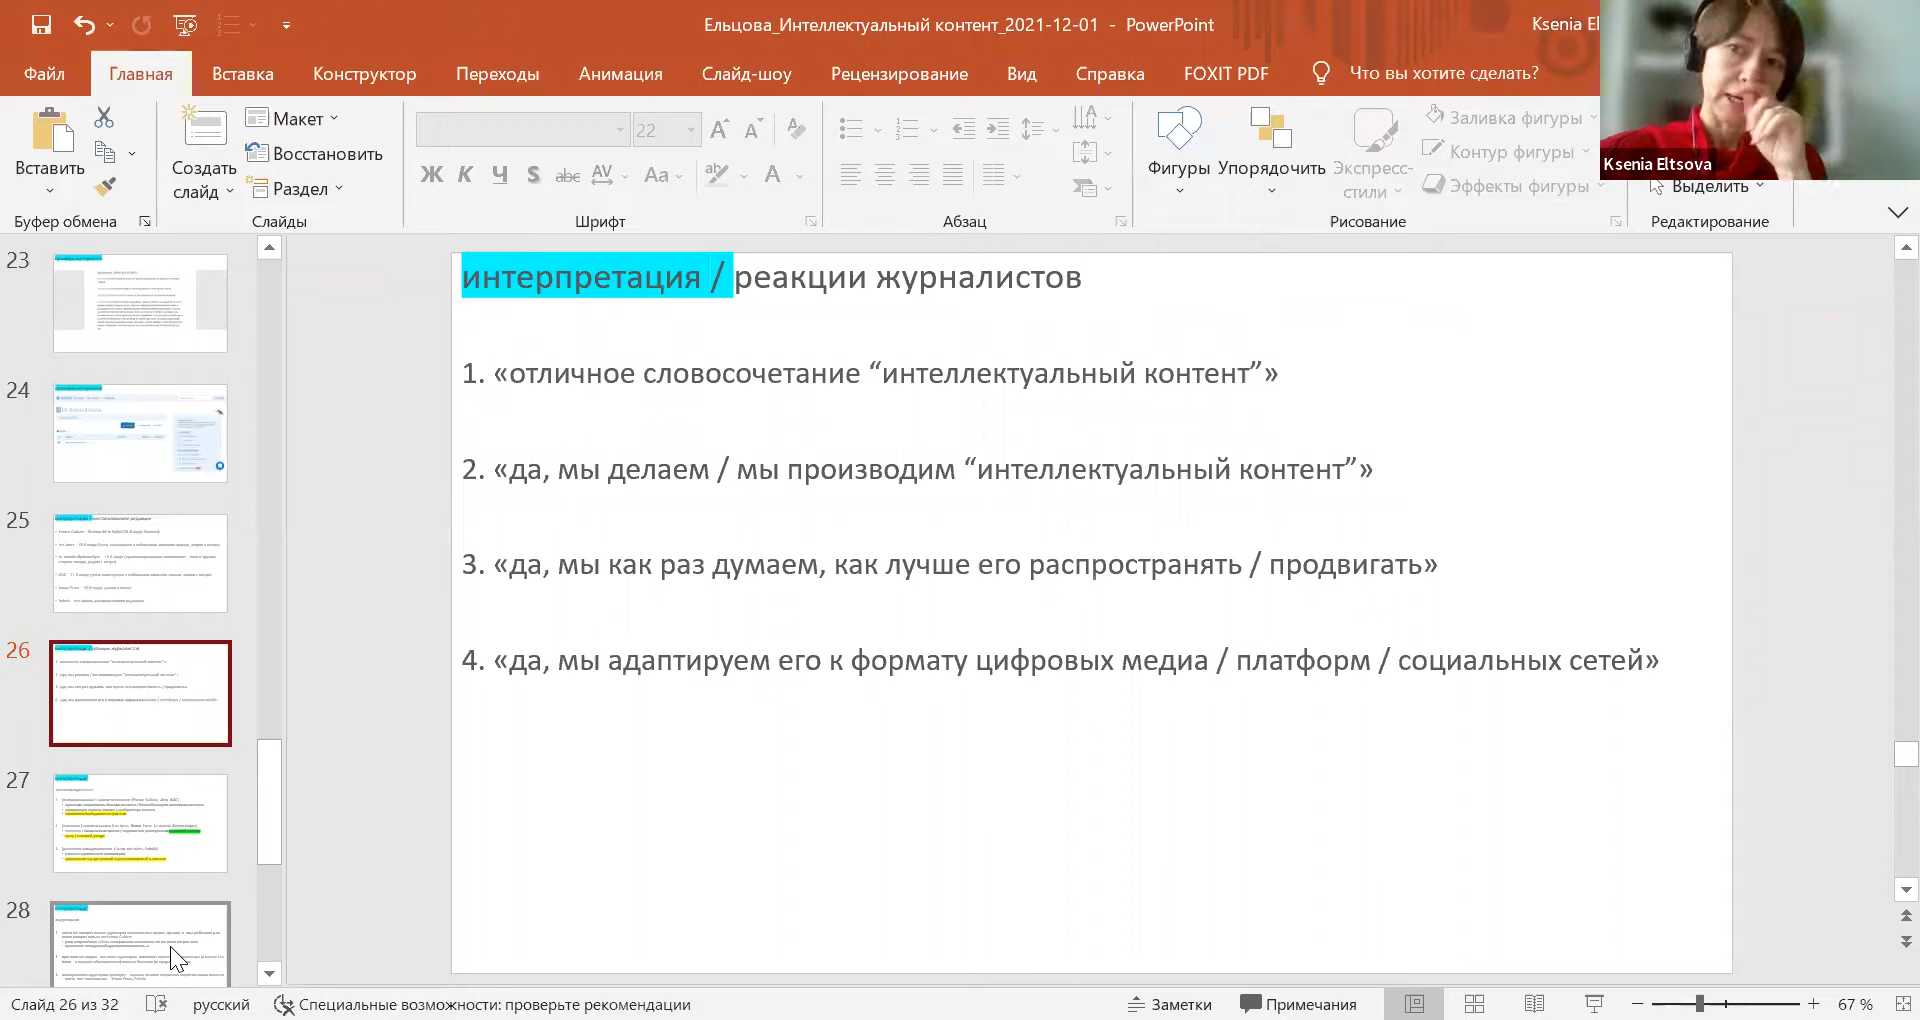 Ельцова_Интеллектуальный контент_2021-12-01 - PowerPoint
Ksenia El
Файл Главная Вставка Конструктор Переходы Анимация Слайд-шоу Рецензирование Вид Справка FOXIT PDF Что вы хотите сделать?
Вставить
Буфер обмена
Создать слайд
Макет
Восстановить
Раздел
Слайды
22
Ж К Ч S abc AV Aa A
Шрифт
Абзац
Фигуры
Упорядочить
Экспресс-стили
Заливка фигуры
Контур фигуры
Эффекты фигуры
Рисование
Выделить
Редактирование
Ksenia Eltsova
23
24
25
26
27
28
интерпретация / реакции журналистов
1. «отличное словосочетание “интеллектуальный контент”»
2. «да, мы делаем / мы производим “интеллектуальный контент”»
3. «да, мы как раз думаем, как лучше его распространять / продвигать»
4. «да, мы адаптируем его к формату цифровых медиа / платформ / социальных сетей»
Слайд 26 из 32 русский Специальные возможности: проверьте рекомендации Заметки Примечания 67 %